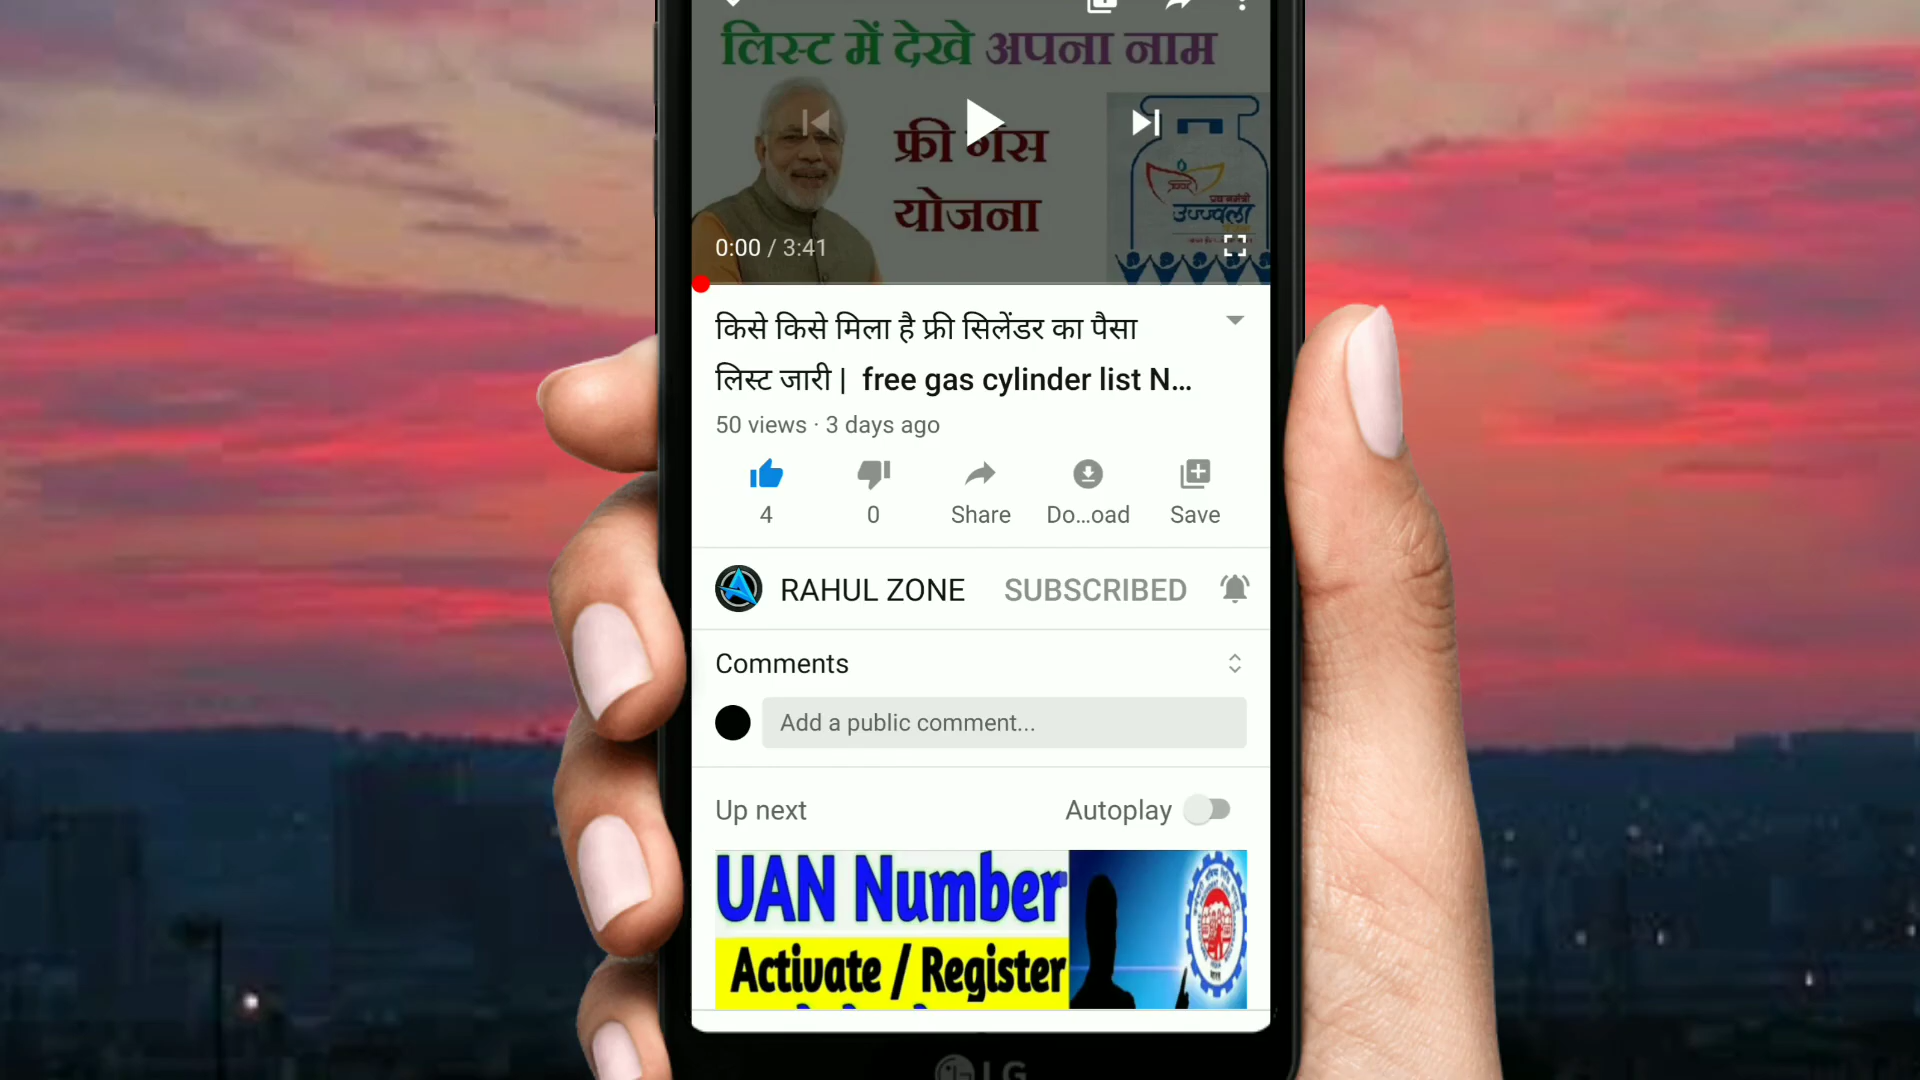 लिस्ट में देखे अपना नाम
फ्री गैस
योजना
उज्ज्वला
0:00 / 3:41
किसे किसे मिला है फ्री सिलेंडर का पैसा
लिस्ट जारी | free gas cylinder list N...
50 views · 3 days ago
4 0 Share Do...oad Save
RAHUL ZONE SUBSCRIBED
Comments
Add a public comment...
Up next Autoplay
UAN Number
Activate / Register
LG